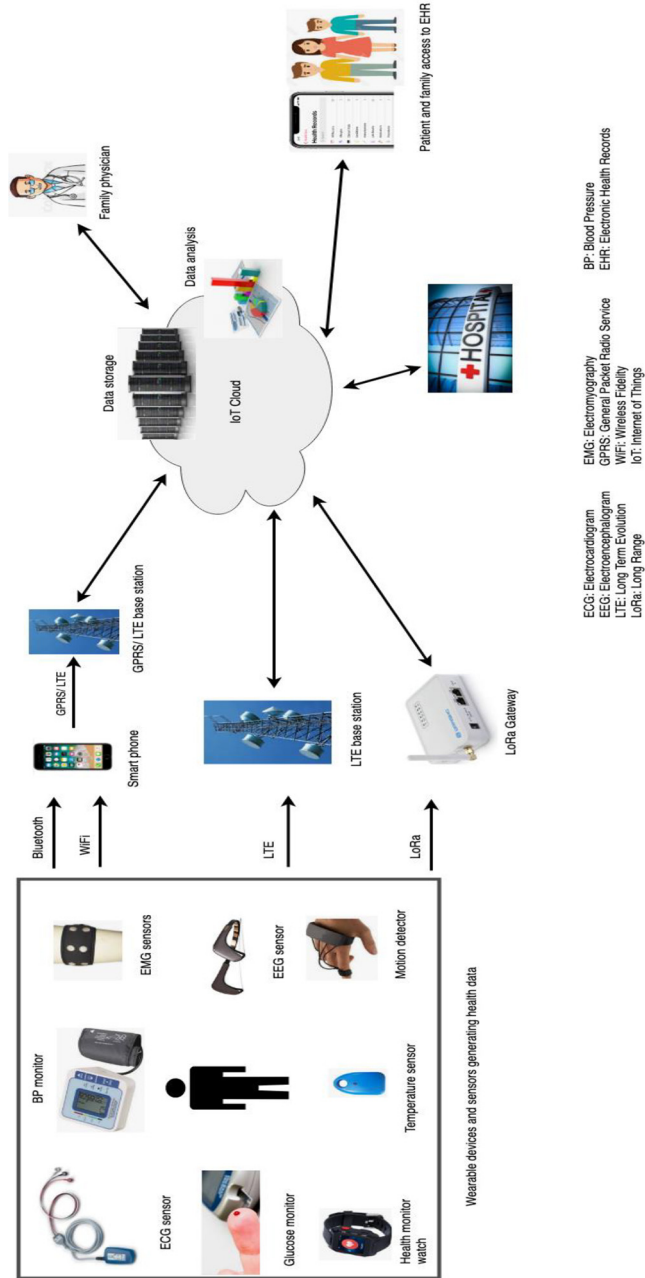 ECG sensor
BP monitor
EMG sensors
Glucose monitor
EEG sensor
Health monitor
watch
Temperature sensor
Motion detector
Wearable devices and sensors generating health data
Bluetooth
WiFi
LTE
LoRa
Smart phone
GPRS/ LTE
GPRS/ LTE base station
LTE base station
LoRa Gateway
Data storage
IoT Cloud
Data analysis
Family physician
HOSPITAL
Health Records
Patient and family access to EHR
ECG: Electrocardiogram
EEG: Electroencephalogram
LTE: Long Term Evolution
LoRa: Long Range
EMG: Electromyography
GPRS: General Packet Radio Service
WiFi: Wireless Fidelity
IoT: Internet of Things
BP: Blood Pressure
EHR: Electronic Health Records